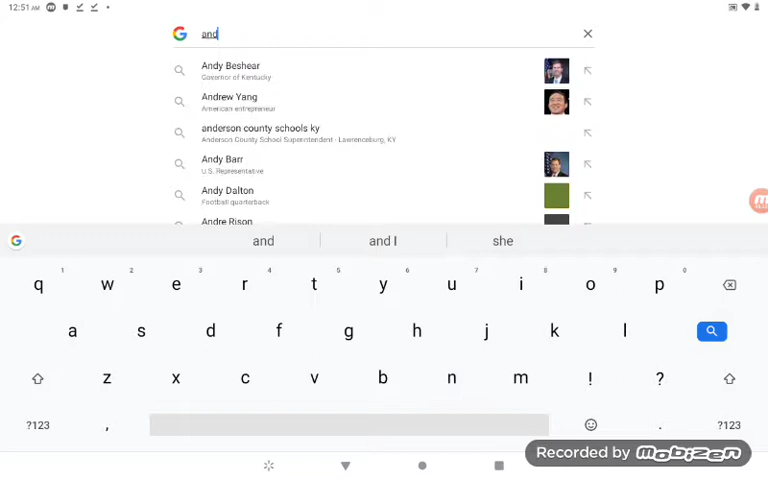 12:51 AM
and
Andy Beshear
Governor of Kentucky
Andrew Yang
American entrepreneur
anderson county schools ky
Anderson County School Superintendent · Lawrenceburg, KY
Andy Barr
U.S. Representative
Andy Dalton
Football quarterback
Andre Rison
and and I she
1 2 3 4 5 6 7 8 9 0
q w e r t y u i o p
a s d f g h j k l
z x c v b n m ! ?
?123 , . ?123
Recorded by mobizen